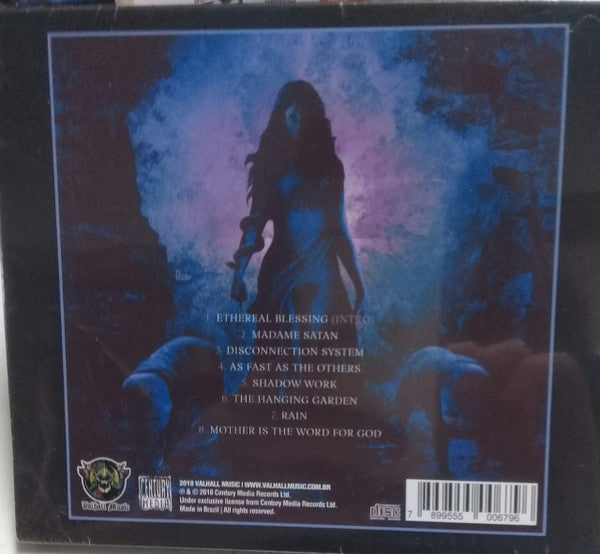 1. ETHEREAL BLESSING (INTRO)
2. MADAME SATAN
3. DISCONNECTION SYSTEM
4. AS FAST AS THE OTHERS
5. SHADOW WORK
6. THE HANGING GARDEN
7. RAIN
8. MOTHER IS THE WORD FOR GOD
CENTURY
MEDIA
2018 VALHALL MUSIC | WWW.VALHALLMUSIC.COM.BR
℗ & © 2018 Century Media Records Ltd.
Under exclusive license from Century Media Records Ltd.
Made in Brazil | All rights reserved.
disc
7 899555 006796